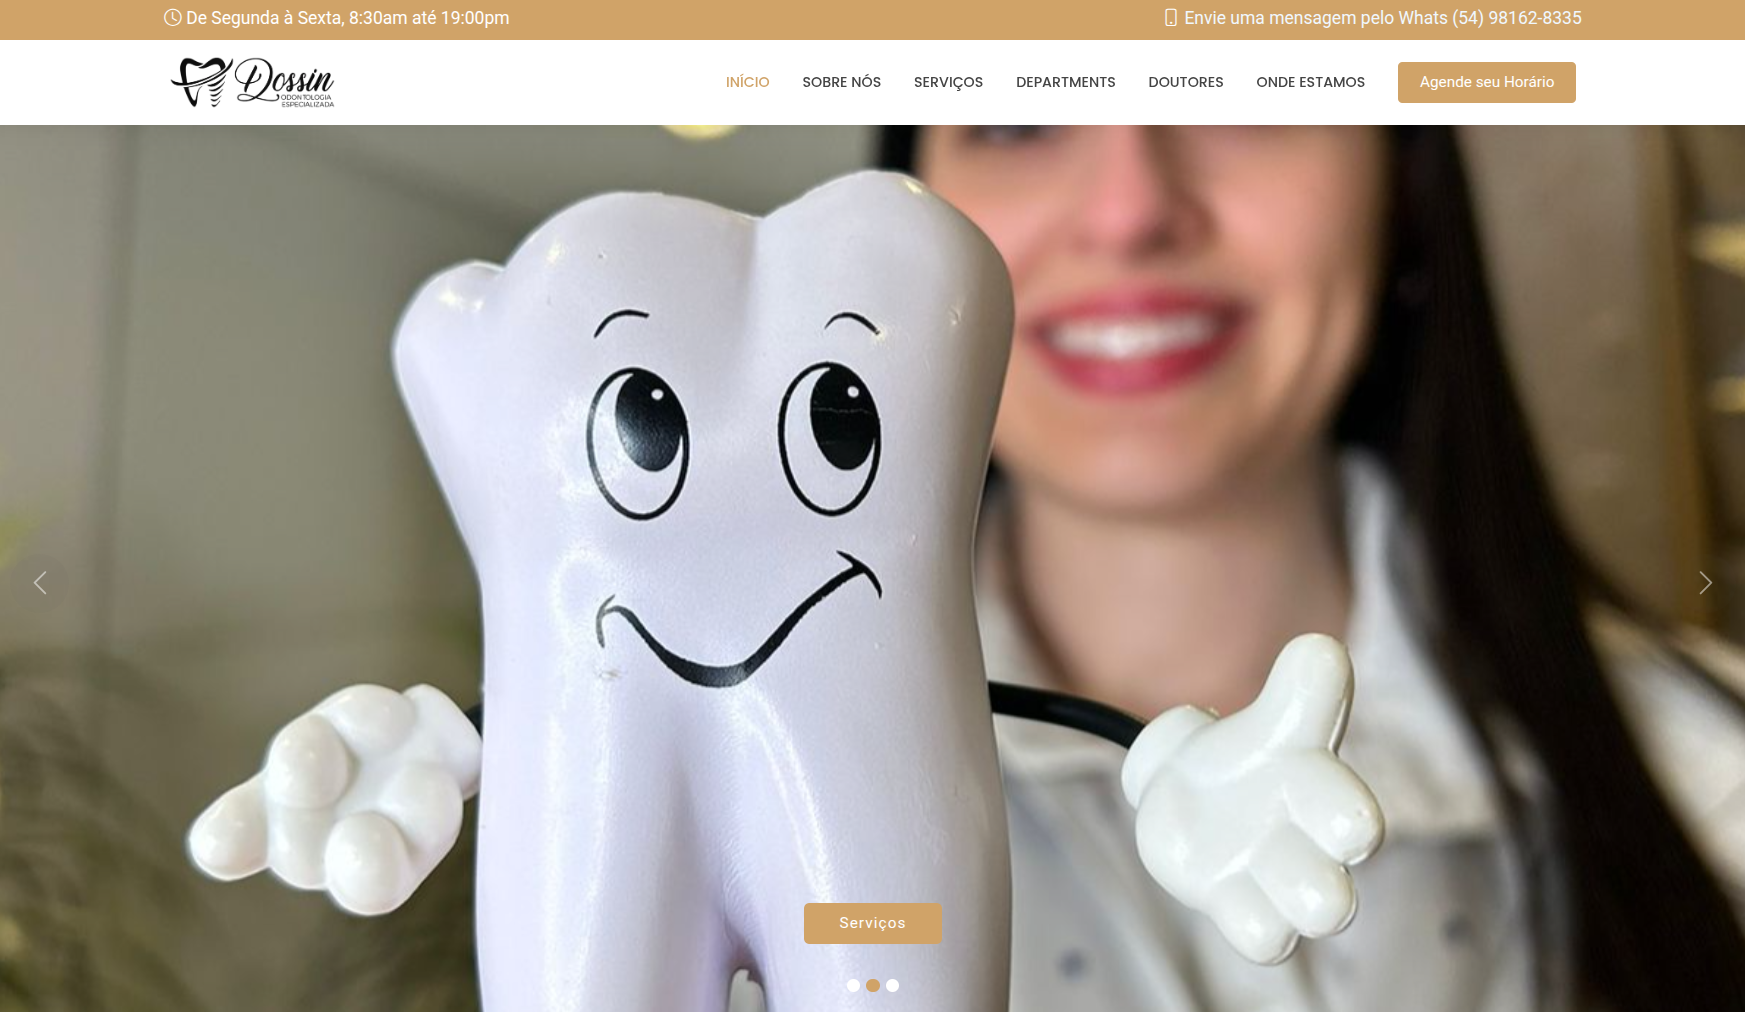 De Segunda à Sexta, 8:30am até 19:00pm
Envie uma mensagem pelo Whats (54) 98162-8335
Dossin
ODONTOLOGIA
ESPECIALIZADA
INÍCIO
SOBRE NÓS
SERVIÇOS
DEPARTMENTS
DOUTORES
ONDE ESTAMOS
Agende seu Horário
Serviços